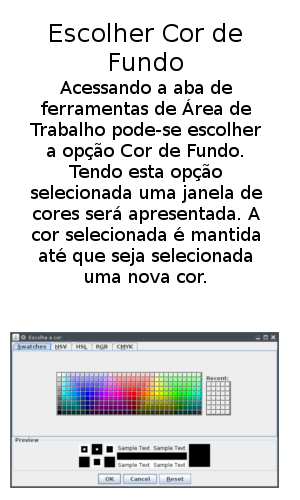 Escolher Cor de
Fundo
Acessando a aba de
ferramentas de Área de
Trabalho pode-se escolher
a opção Cor de Fundo.
Tendo esta opção
selecionada uma janela de
cores será apresentada. A
cor selecionada é mantida
até que seja selecionada
uma nova cor.
Escolha a cor
Swatches HSV HSL RGB CMYK
Recent:
Preview
Sample Text Sample Text
Sample Text Sample Text
OK Cancel Reset